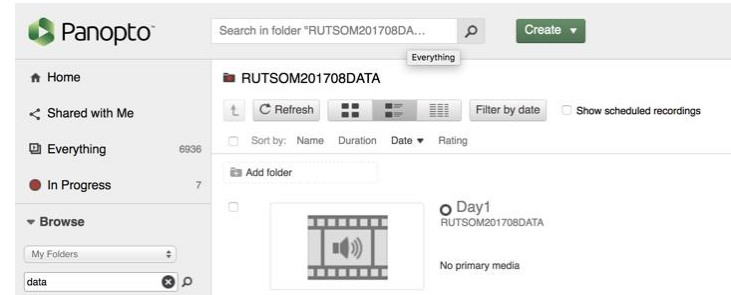 Panopto
Search in folder "RUTSOM201708DA...
Create
Everything
Home
Shared with Me
Everything 6936
In Progress 7
Browse
My Folders
data
RUTSOM201708DATA
Refresh
Filter by date
Show scheduled recordings
Sort by: Name Duration Date Rating
Add folder
Day1
RUTSOM201708DATA
No primary media